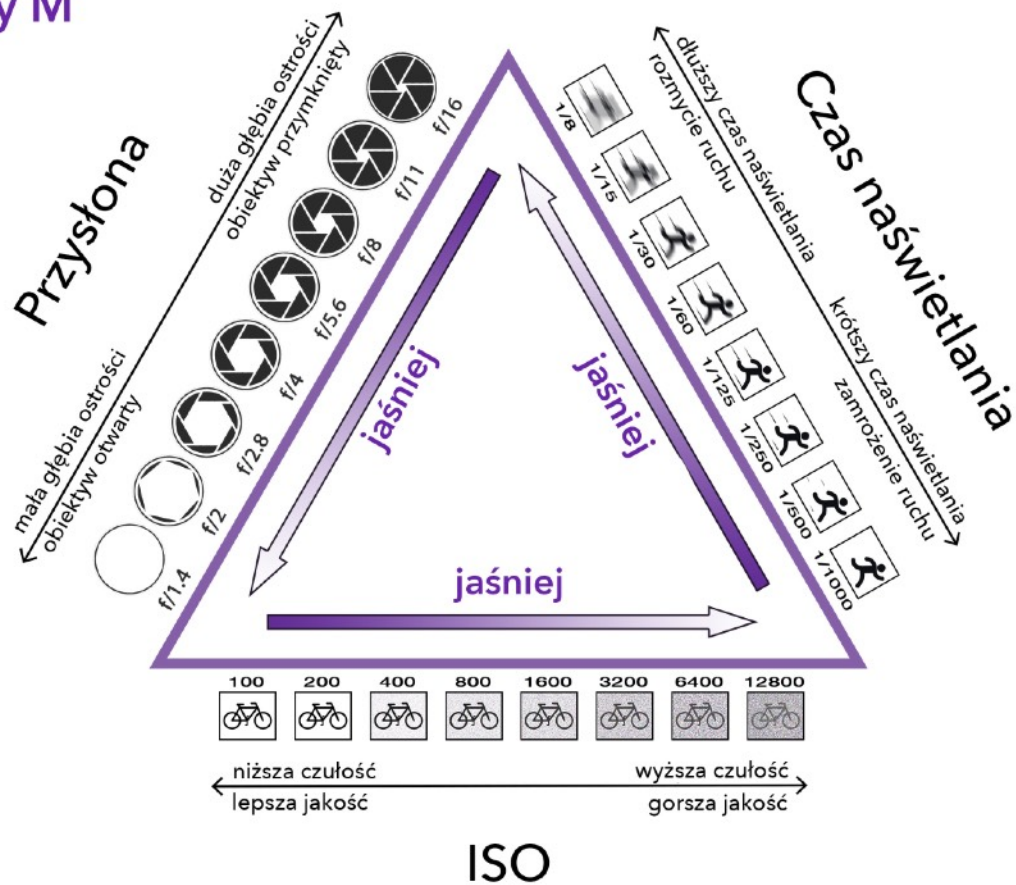 y M
Przysłona
duża głębia ostrości
obiektyw przymknięty
mała głębia ostrości
obiektyw otwarty
f/16
f/11
f/8
f/5.6
f/4
f/2.8
f/2
f/1.4
Czas naświetlania
dłuższy czas naświetlania
rozmycie ruchu
krótszy czas naświetlania
zamrożenie ruchu
1/8
1/15
1/30
1/60
1/125
1/250
1/500
1/1000
jaśniej
jaśniej
jaśniej
100 200 400 800 1600 3200 6400 12800
niższa czułość wyższa czułość
lepsza jakość gorsza jakość
ISO